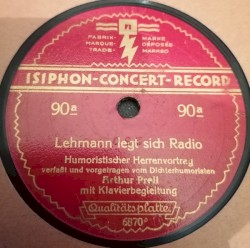 FABRIK- MARKE
MARQUE- DÉPOSÉE
TRADE- MARKED
ISIPHON-CONCERT-RECORD
90a 90a
Lehmann legt sich Radio
Humoristischer Herrenvortrag
verfaßt und vorgetragen vom Dichterhumoristen
Arthur Preil
mit Klavierbegleitung
Qualitätsplatte
6870ᵃ